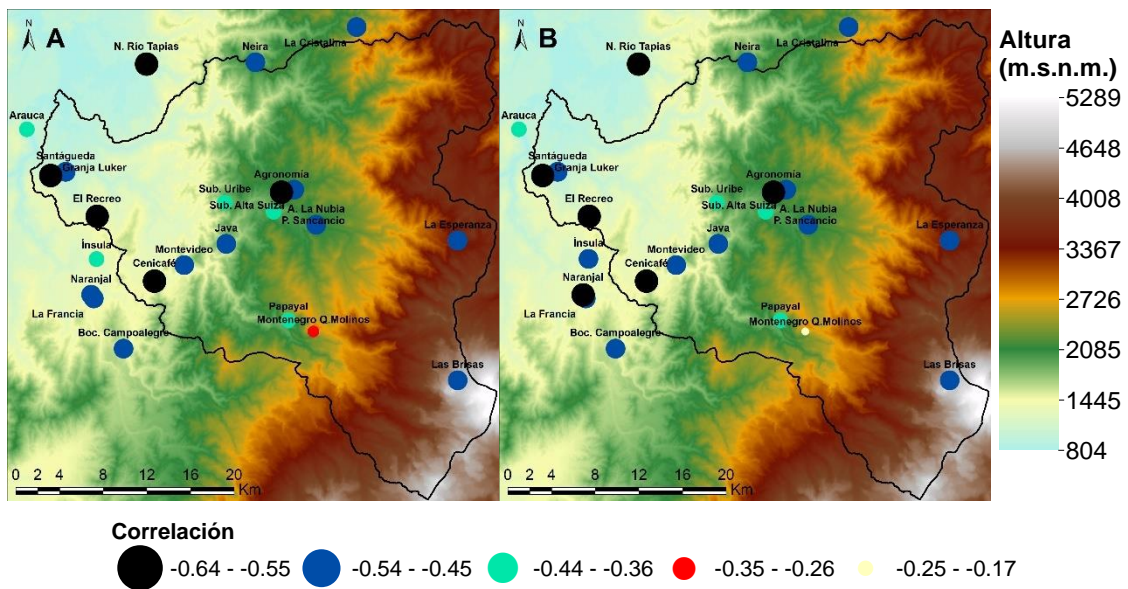 N
A
N. Río Tapias
Neira
La Cristalina
Arauca
Santágueda
Granja Luker
El Recreo
Agronomía
Sub. Uribe
Sub. Alta Suiza
A. La Nubia
P. Sancancio
La Esperanza
Java
Ínsula
Montevideo
Cenicafé
Naranjal
La Francia
Papayal
Montenegro Q.Molinos
Boc. Campoalegre
Las Brisas
0 2 4 8 12 16 20
Km
N
B
N. Río Tapias
Neira
La Cristalina
Arauca
Santágueda
Granja Luker
El Recreo
Agronomía
Sub. Uribe
Sub. Alta Suiza
A. La Nubia
P. Sancancio
La Esperanza
Java
Ínsula
Montevideo
Cenicafé
Naranjal
La Francia
Papayal
Montenegro Q.Molinos
Boc. Campoalegre
Las Brisas
0 2 4 8 12 16 20
Km
Altura
(m.s.n.m.)
5289
4648
4008
3367
2726
2085
1445
804
Correlación
-0.64 - -0.55
-0.54 - -0.45
-0.44 - -0.36
-0.35 - -0.26
-0.25 - -0.17